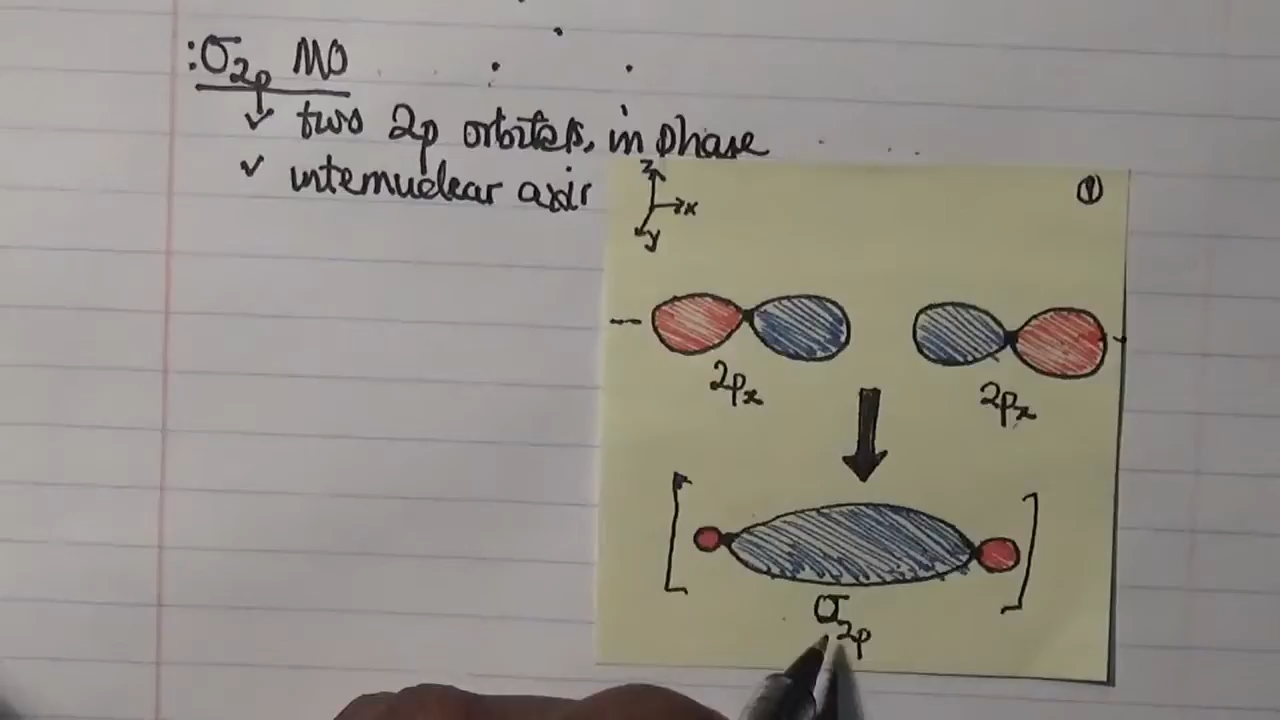 :σ2p MO
✓ two 2p orbitals, in phase
✓ internuclear axis
z
x
y
①
2px 2px
σ2p